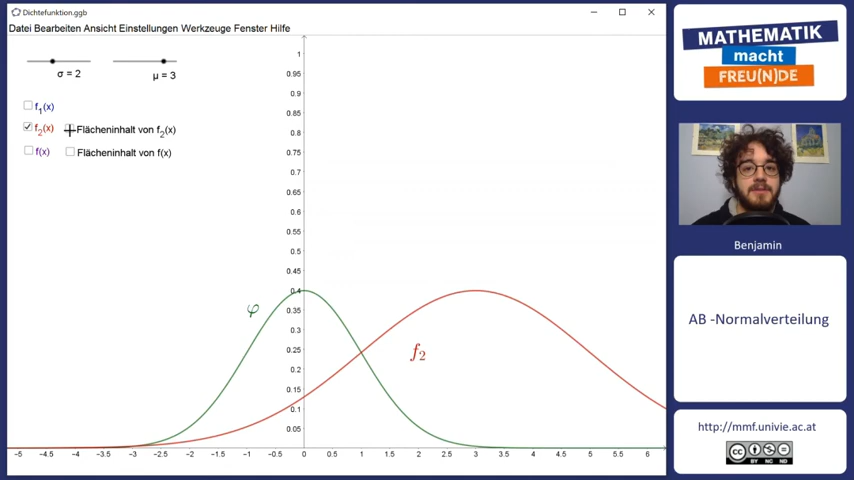 Dichtefunktion.ggb
Datei Bearbeiten Ansicht Einstellungen Werkzeuge Fenster Hilfe
σ = 2
μ = 3
f₁(x)
f₂(x)
Flächeninhalt von f₂(x)
f(x)
Flächeninhalt von f(x)
1
0.95
0.9
0.85
0.8
0.75
0.7
0.65
0.6
0.55
0.5
0.45
0.4
0.35
0.3
0.25
0.2
0.15
0.1
0.05
φ
f₂
-5 -4.5 -4 -3.5 -3 -2.5 -2 -1.5 -1 -0.5 0 0.5 1 1.5 2 2.5 3 3.5 4 4.5 5 5.5 6
MATHEMATIK
macht
FREU(N)DE
Benjamin
AB -Normalverteilung
http://mmf.univie.ac.at
cc
BY NC ND